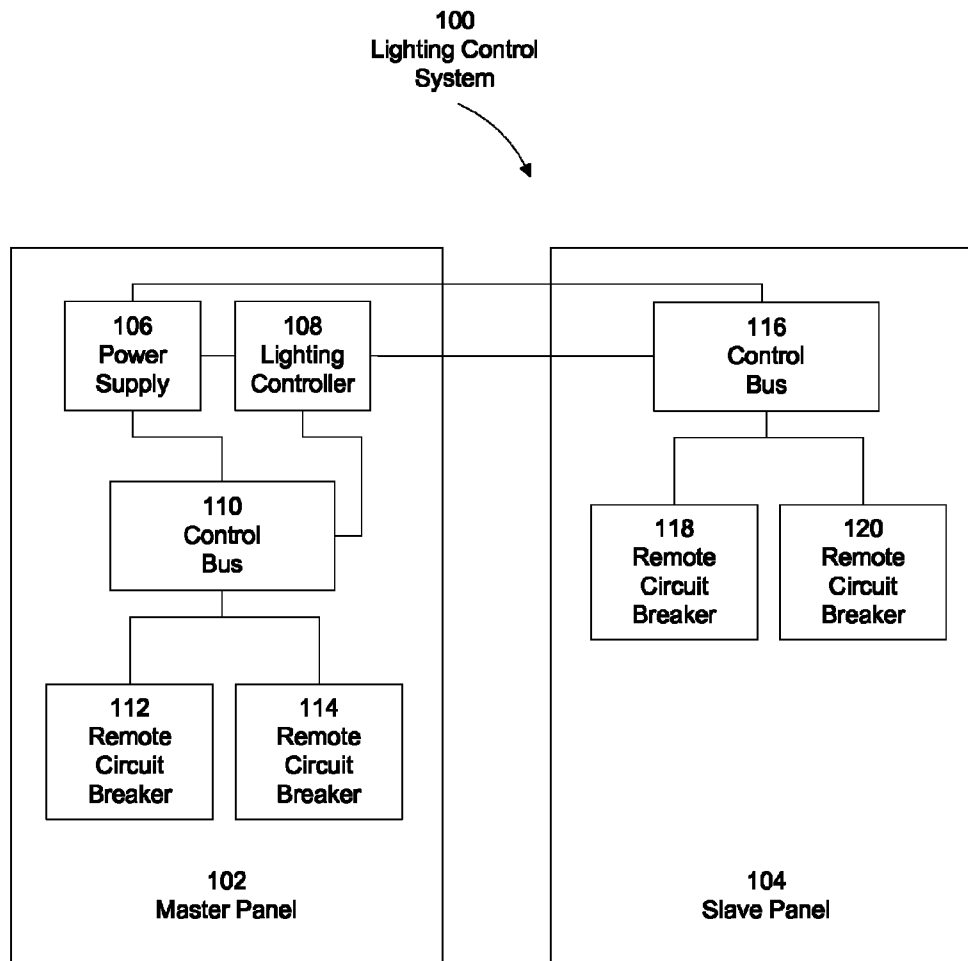 100
Lighting Control
System
106
Power
Supply
108
Lighting
Controller
110
Control
Bus
112
Remote
Circuit
Breaker
114
Remote
Circuit
Breaker
102
Master Panel
116
Control
Bus
118
Remote
Circuit
Breaker
120
Remote
Circuit
Breaker
104
Slave Panel